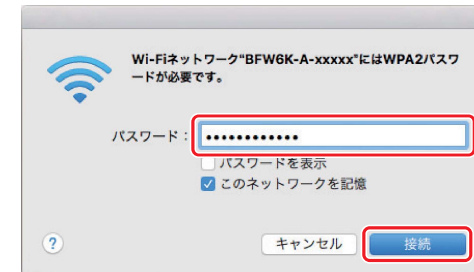 Wi-Fiネットワーク“BFW6K-A-xxxxx”にはWPA2パスワ
ードが必要です。
パスワード：
••••••••••••
パスワードを表示
このネットワークを記憶
?
キャンセル
接続